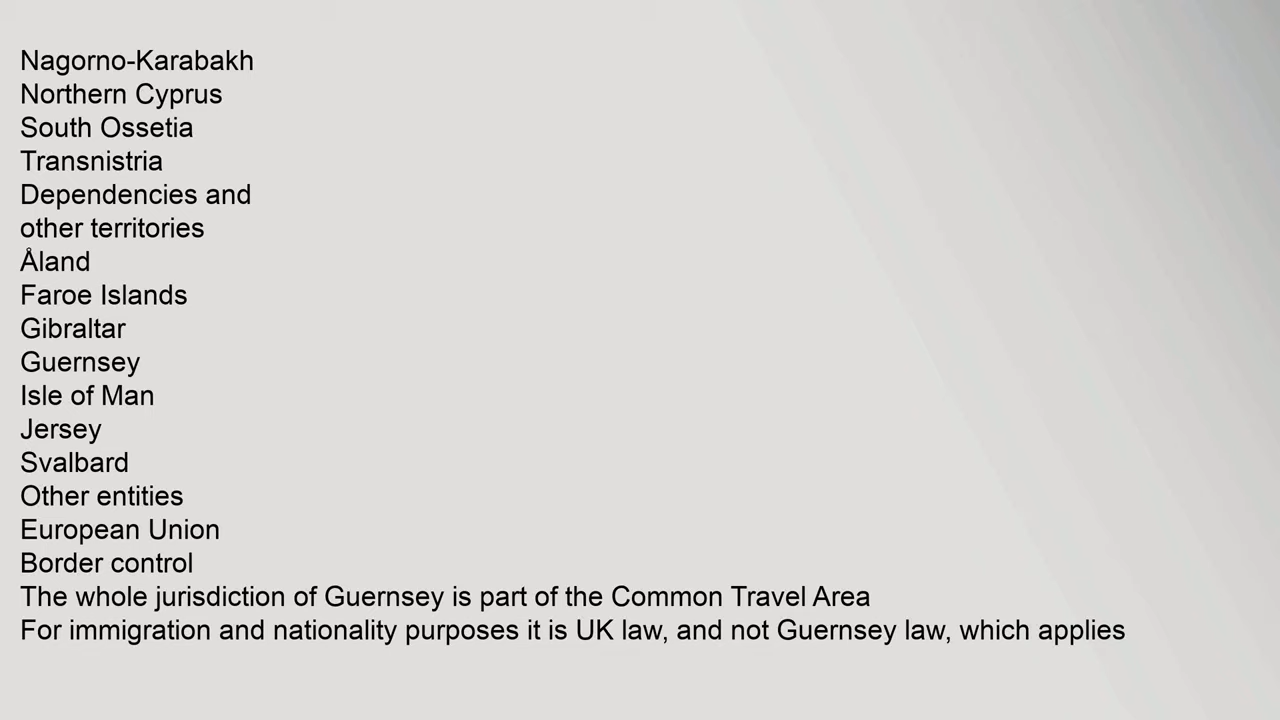 Nagorno-Karabakh
Northern Cyprus
South Ossetia
Transnistria
Dependencies and
other territories
Åland
Faroe Islands
Gibraltar
Guernsey
Isle of Man
Jersey
Svalbard
Other entities
European Union
Border control
The whole jurisdiction of Guernsey is part of the Common Travel Area
For immigration and nationality purposes it is UK law, and not Guernsey law, which applies